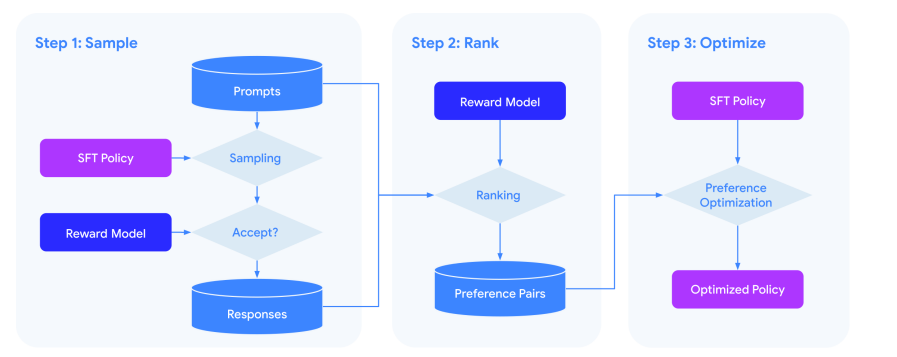 Step 1: Sample
Prompts
SFT Policy
Sampling
Reward Model
Accept?
Responses
Step 2: Rank
Reward Model
Ranking
Preference Pairs
Step 3: Optimize
SFT Policy
Preference
Optimization
Optimized Policy